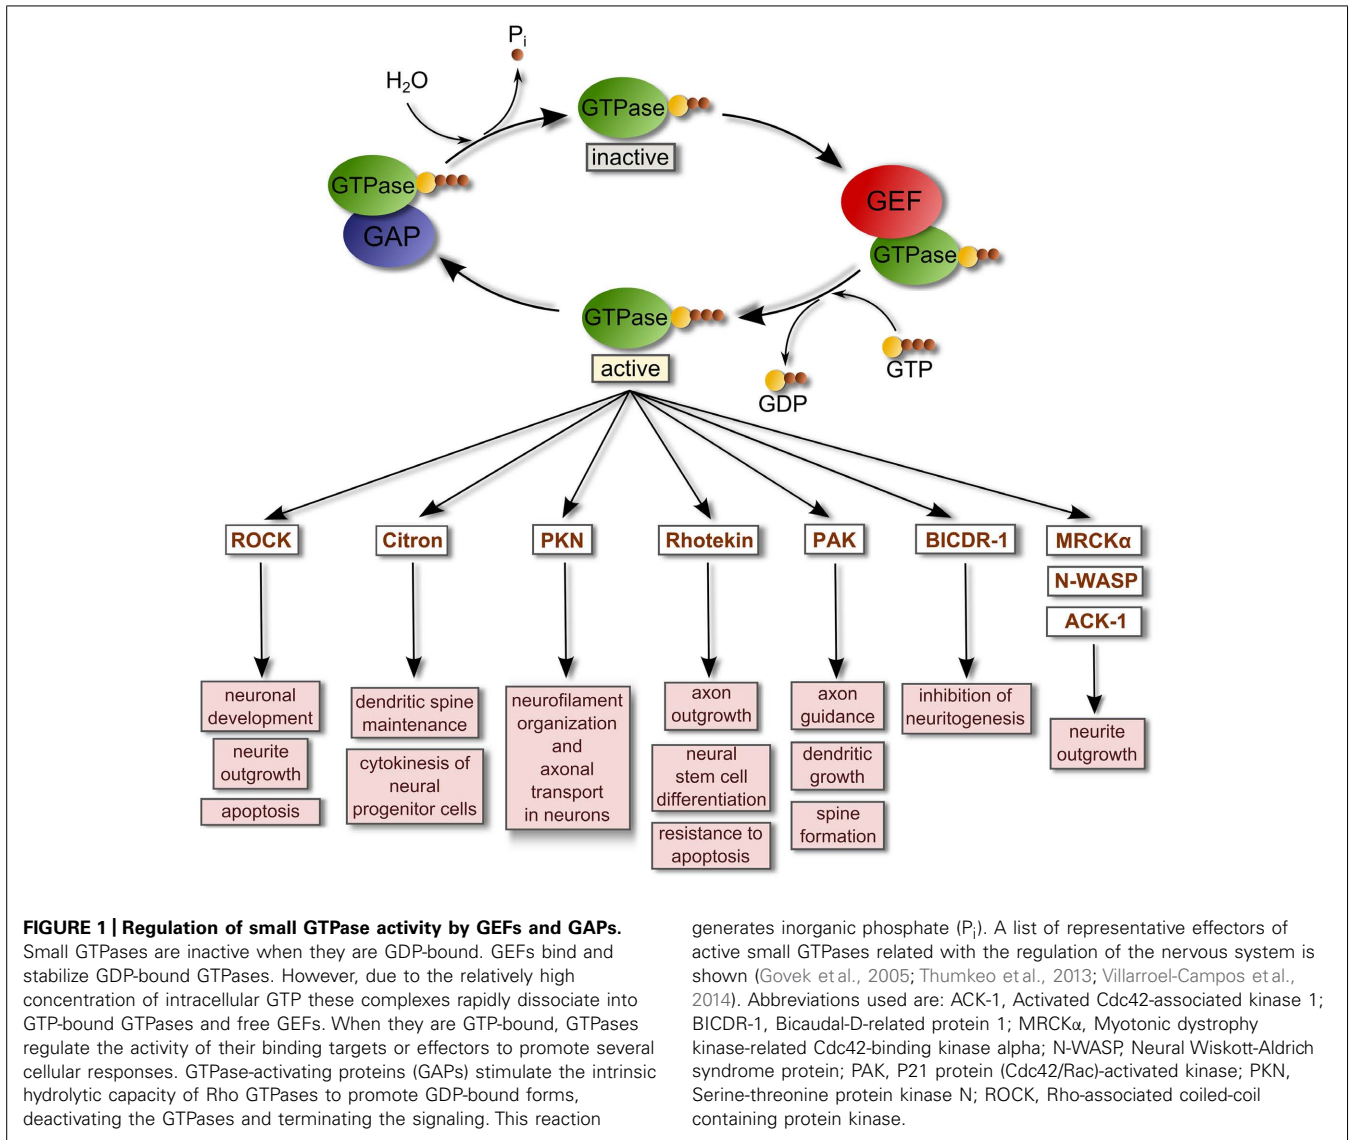 Pi
H2O
GTPase
inactive
GTPase
GAP
GEF
GTPase
GTPase
active
GTP
GDP
ROCK
Citron
PKN
Rhotekin
PAK
BICDR-1
MRCKα
N-WASP
ACK-1
neuronal
development
neurite
outgrowth
apoptosis
dendritic spine
maintenance
cytokinesis of
neural
progenitor cells
neurofilament
organization
and
axonal
transport
in neurons
axon
outgrowth
neural
stem cell
differentiation
resistance to
apoptosis
axon
guidance
dendritic
growth
spine
formation
inhibition of
neuritogenesis
neurite
outgrowth
FIGURE 1 | Regulation of small GTPase activity by GEFs and GAPs.
Small GTPases are inactive when they are GDP-bound. GEFs bind and
stabilize GDP-bound GTPases. However, due to the relatively high
concentration of intracellular GTP these complexes rapidly dissociate into
GTP-bound GTPases and free GEFs. When they are GTP-bound, GTPases
regulate the activity of their binding targets or effectors to promote several
cellular responses. GTPase-activating proteins (GAPs) stimulate the intrinsic
hydrolytic capacity of Rho GTPases to promote GDP-bound forms,
deactivating the GTPases and terminating the signaling. This reaction
generates inorganic phosphate (Pi). A list of representative effectors of
active small GTPases related with the regulation of the nervous system is
shown (Govek et al., 2005; Thumkeo et al., 2013; Villarroel-Campos et al.,
2014). Abbreviations used are: ACK-1, Activated Cdc42-associated kinase 1;
BICDR-1, Bicaudal-D-related protein 1; MRCKα, Myotonic dystrophy
kinase-related Cdc42-binding kinase alpha; N-WASP, Neural Wiskott-Aldrich
syndrome protein; PAK, P21 protein (Cdc42/Rac)-activated kinase; PKN,
Serine-threonine protein kinase N; ROCK, Rho-associated coiled-coil
containing protein kinase.